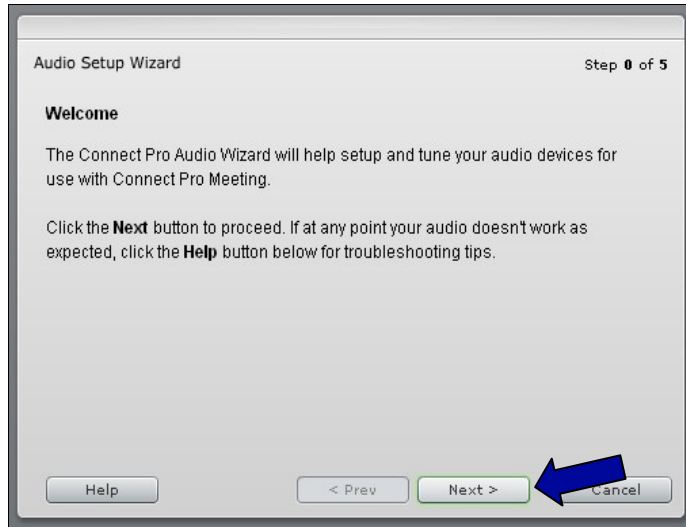 Audio Setup Wizard
Step 0 of 5
Welcome
The Connect Pro Audio Wizard will help setup and tune your audio devices for
use with Connect Pro Meeting.
Click the Next button to proceed. If at any point your audio doesn't work as
expected, click the Help button below for troubleshooting tips.
Help
< Prev
Next >
Cancel